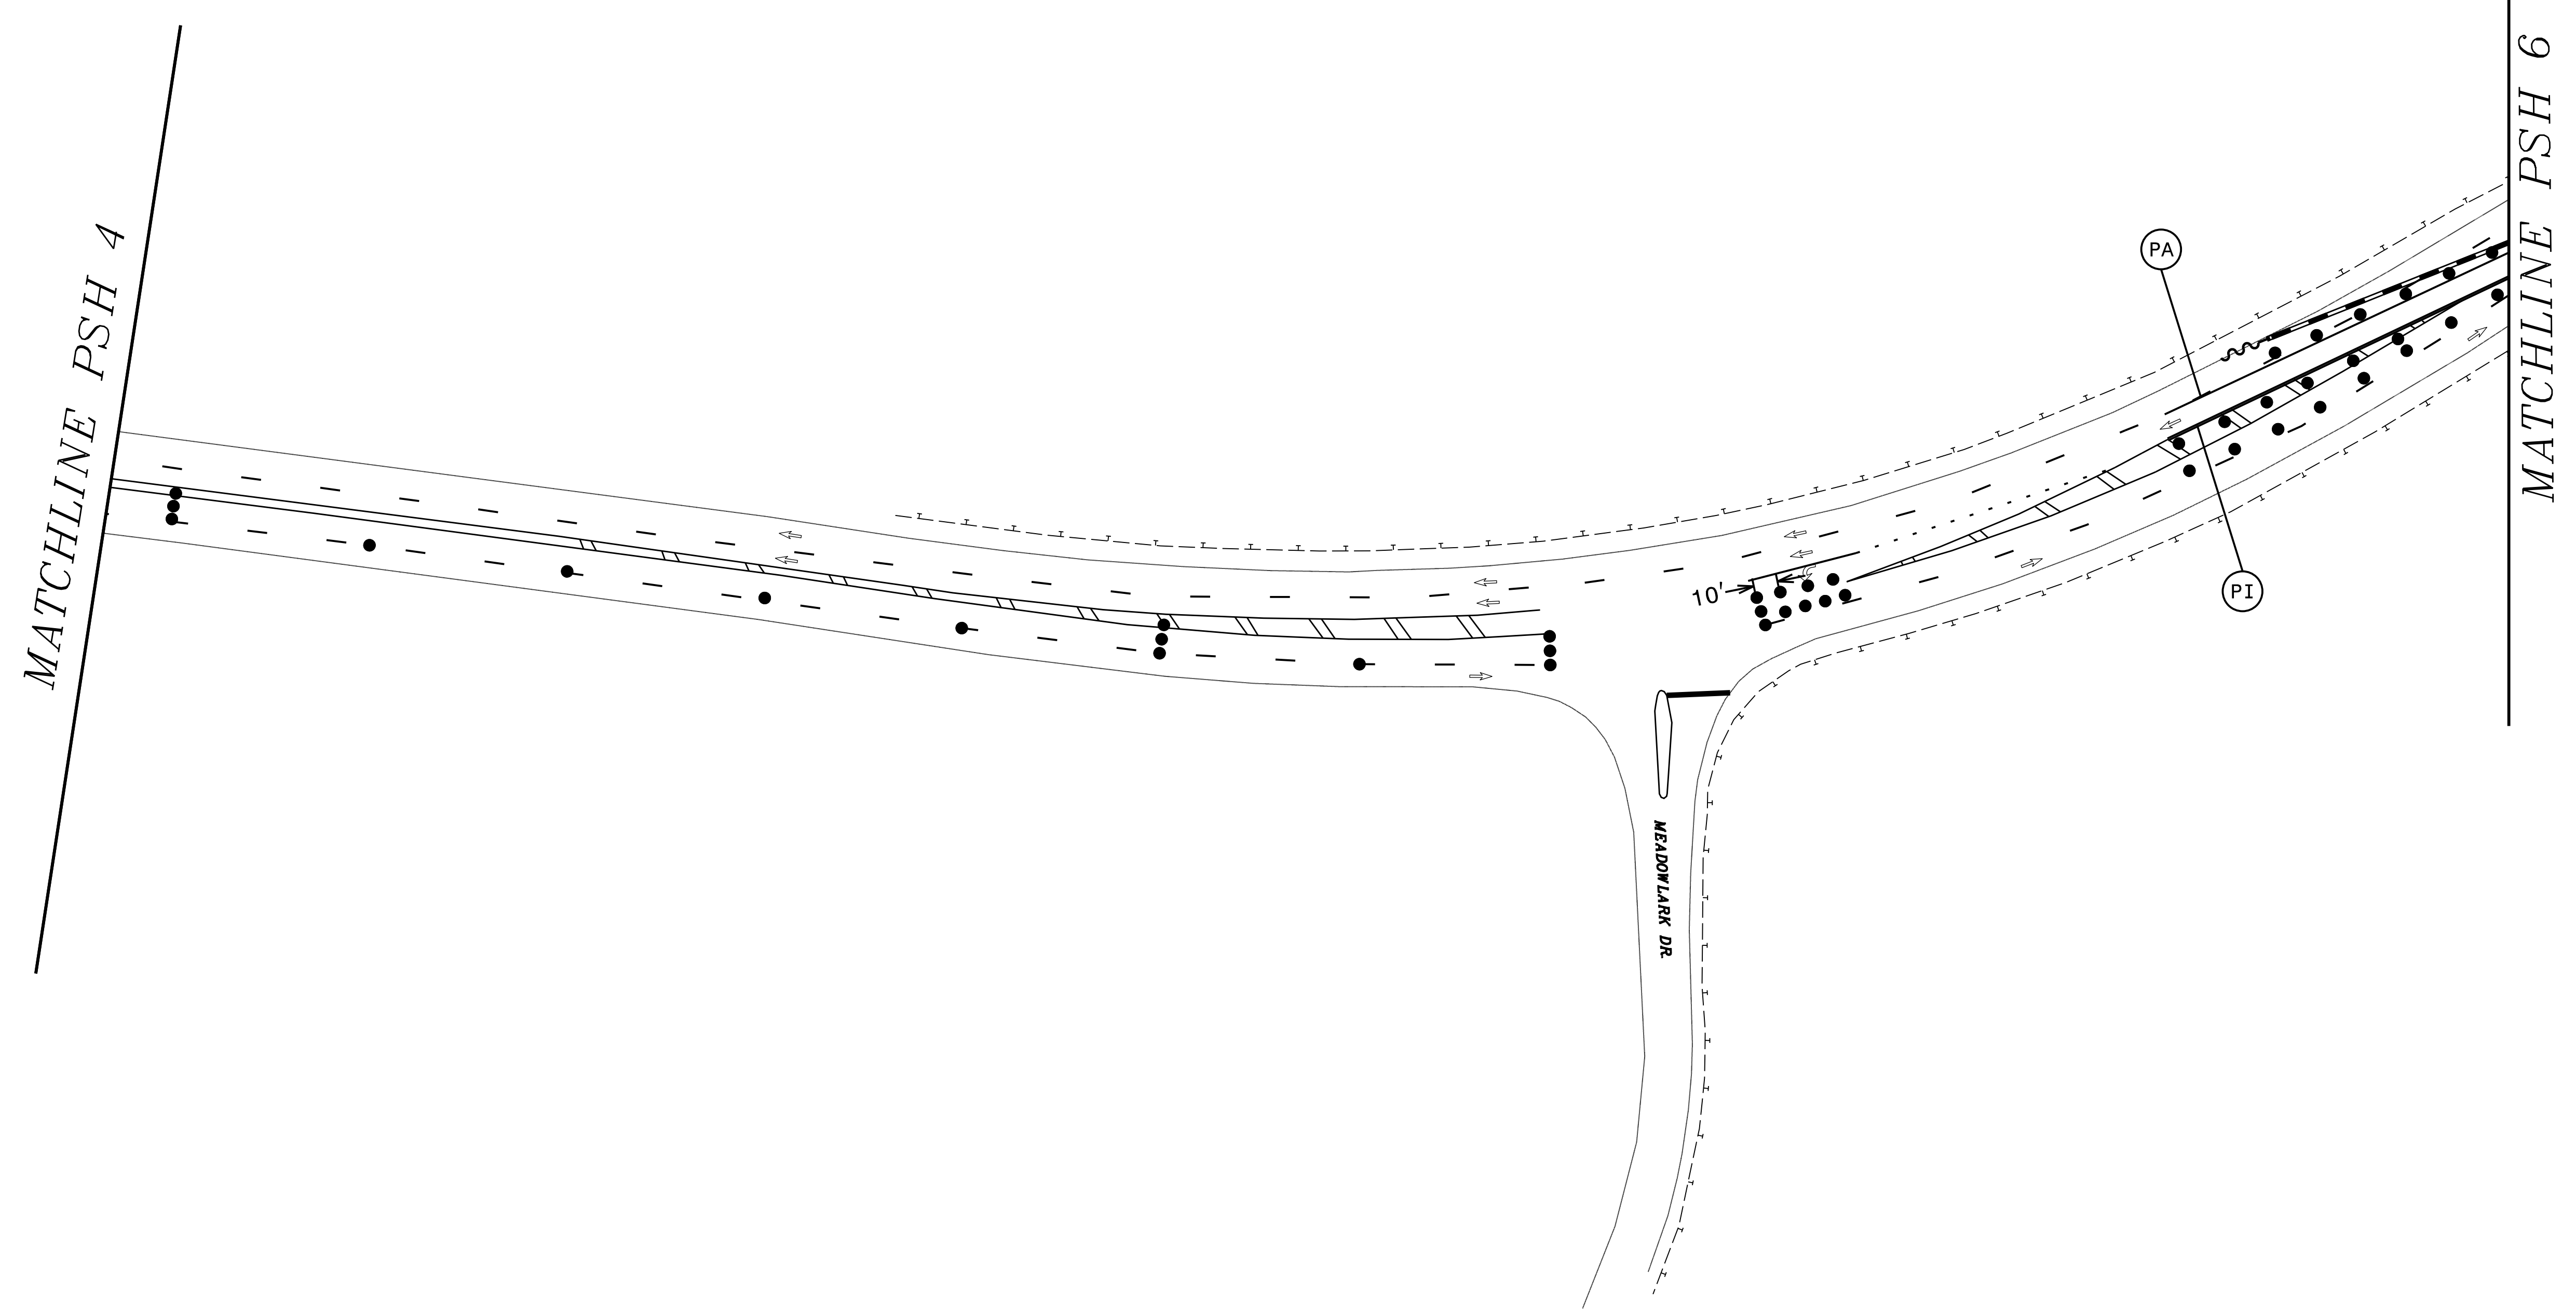 MATCHLINE PSH 4
10'
MEADOWLARK DR.
PA
PI
MATCHLINE PSH 6